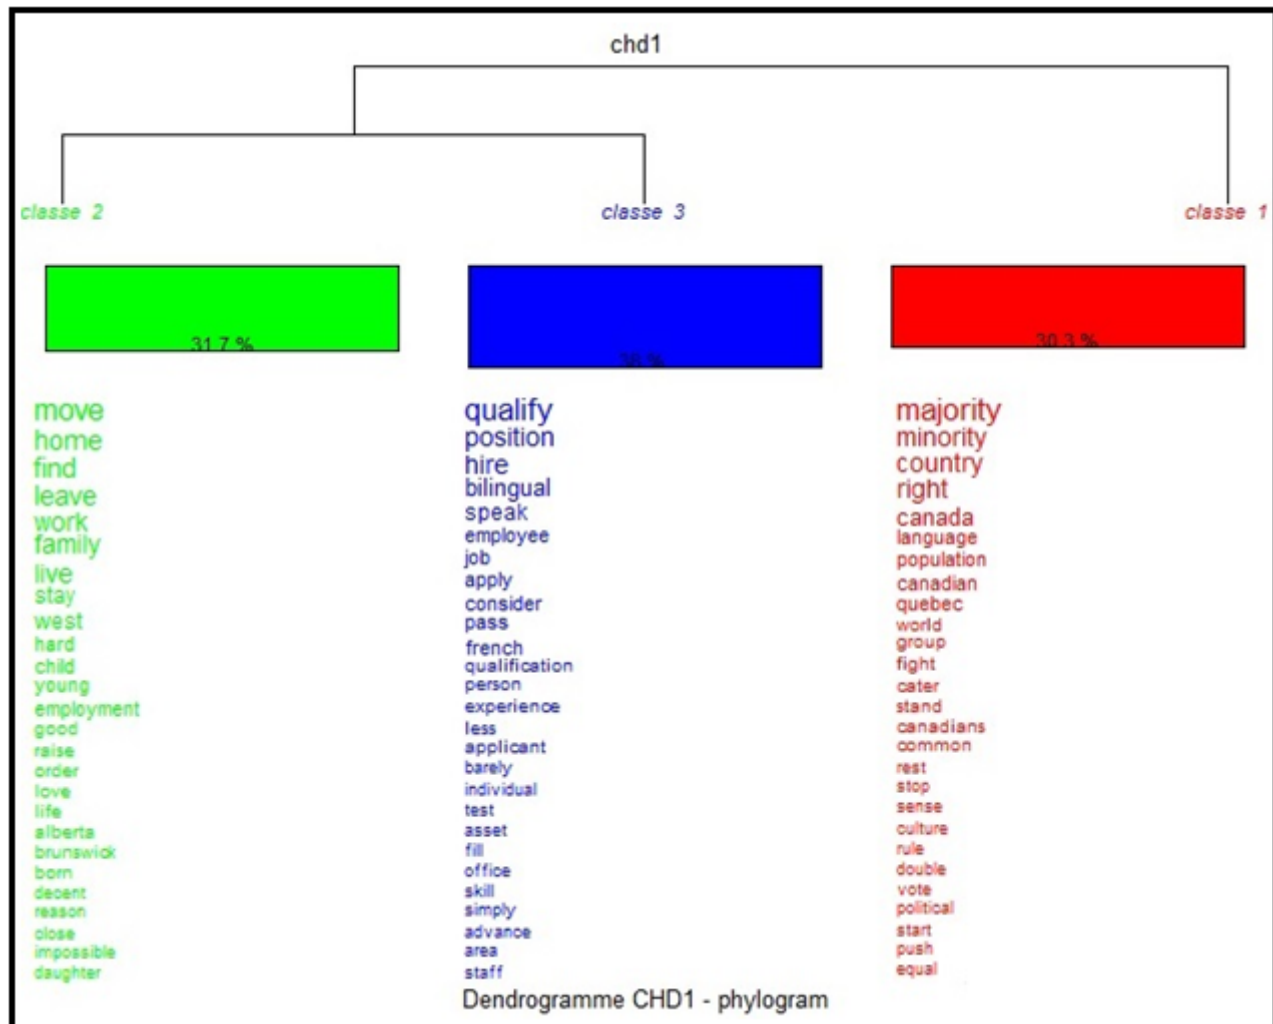 chd1
classe 2
classe 3
classe 1
31.7 %
38 %
30.3 %
move
home
find
leave
work
family
live
stay
west
hard
child
young
employment
good
raise
order
love
life
alberta
brunswick
born
decent
reason
close
impossible
daughter
qualify
position
hire
bilingual
speak
employee
job
apply
consider
pass
french
qualification
person
experience
less
applicant
barely
individual
test
asset
fill
office
skill
simply
advance
area
staff
majority
minority
country
right
canada
language
population
canadian
quebec
world
group
fight
cater
stand
canadians
common
rest
stop
sense
culture
rule
double
vote
political
start
push
equal
Dendrogramme CHD1 - phylogram